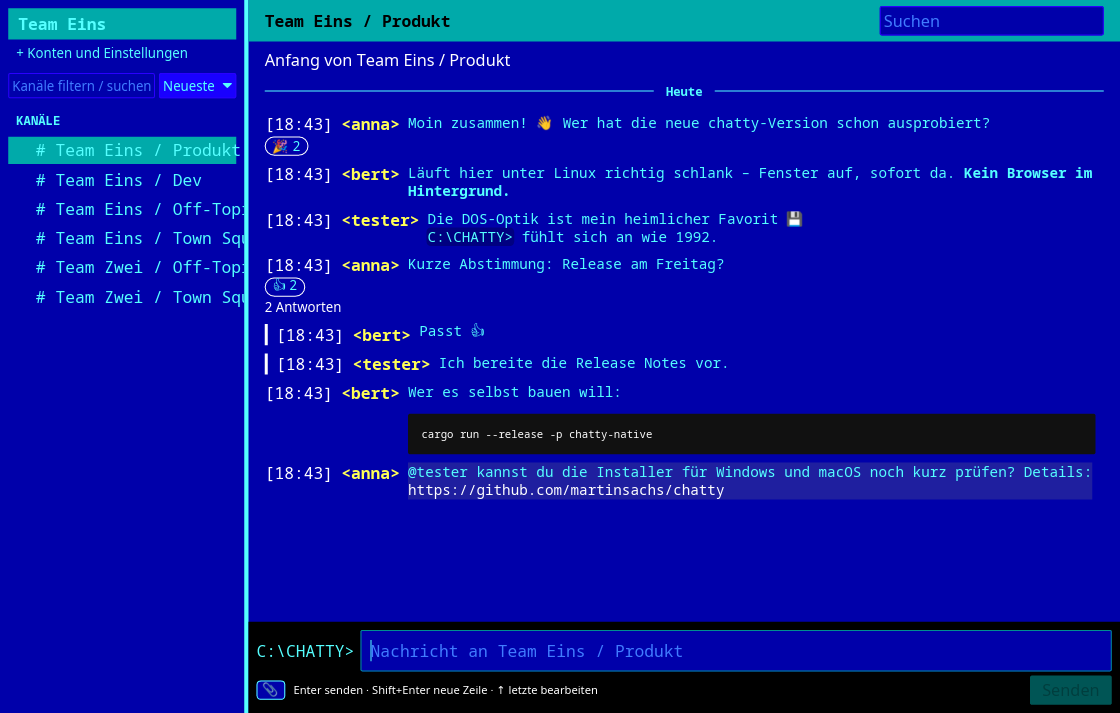 Team Eins
+ Konten und Einstellungen
Kanäle filtern / suchen
Neueste
KANÄLE
# Team Eins / Produkt
# Team Eins / Dev
# Team Eins / Off-Topi
# Team Eins / Town Squ
# Team Zwei / Off-Topi
# Team Zwei / Town Squ
Team Eins / Produkt
Suchen
Anfang von Team Eins / Produkt
Heute
[18:43] <anna> Moin zusammen! 👋 Wer hat die neue chatty-Version schon ausprobiert?
🎉 2
[18:43] <bert> Läuft hier unter Linux richtig schlank – Fenster auf, sofort da. Kein Browser im
Hintergrund.
[18:43] <tester> Die DOS-Optik ist mein heimlicher Favorit 💾
C:\CHATTY> fühlt sich an wie 1992.
[18:43] <anna> Kurze Abstimmung: Release am Freitag?
👍 2
2 Antworten
[18:43] <bert> Passt 👍
[18:43] <tester> Ich bereite die Release Notes vor.
[18:43] <bert> Wer es selbst bauen will:
cargo run --release -p chatty-native
[18:43] <anna> @tester kannst du die Installer für Windows und macOS noch kurz prüfen? Details:
https://github.com/martinsachs/chatty
C:\CHATTY> Nachricht an Team Eins / Produkt
📎 Enter senden · Shift+Enter neue Zeile · ↑ letzte bearbeiten
Senden